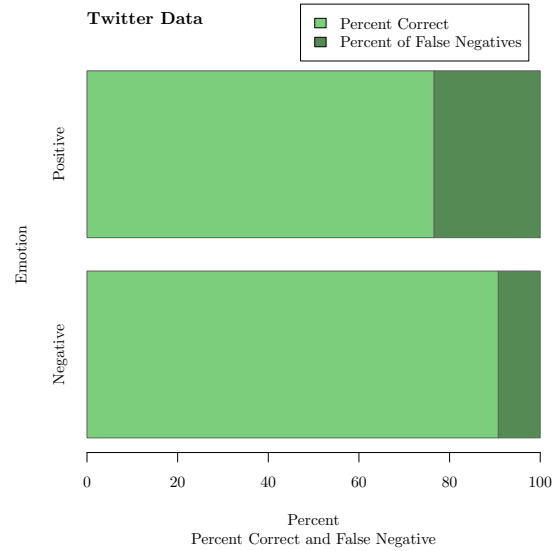 Twitter Data
Percent Correct
Percent of False Negatives
Positive
Emotion
Negative
0 20 40 60 80 100
Percent
Percent Correct and False Negative